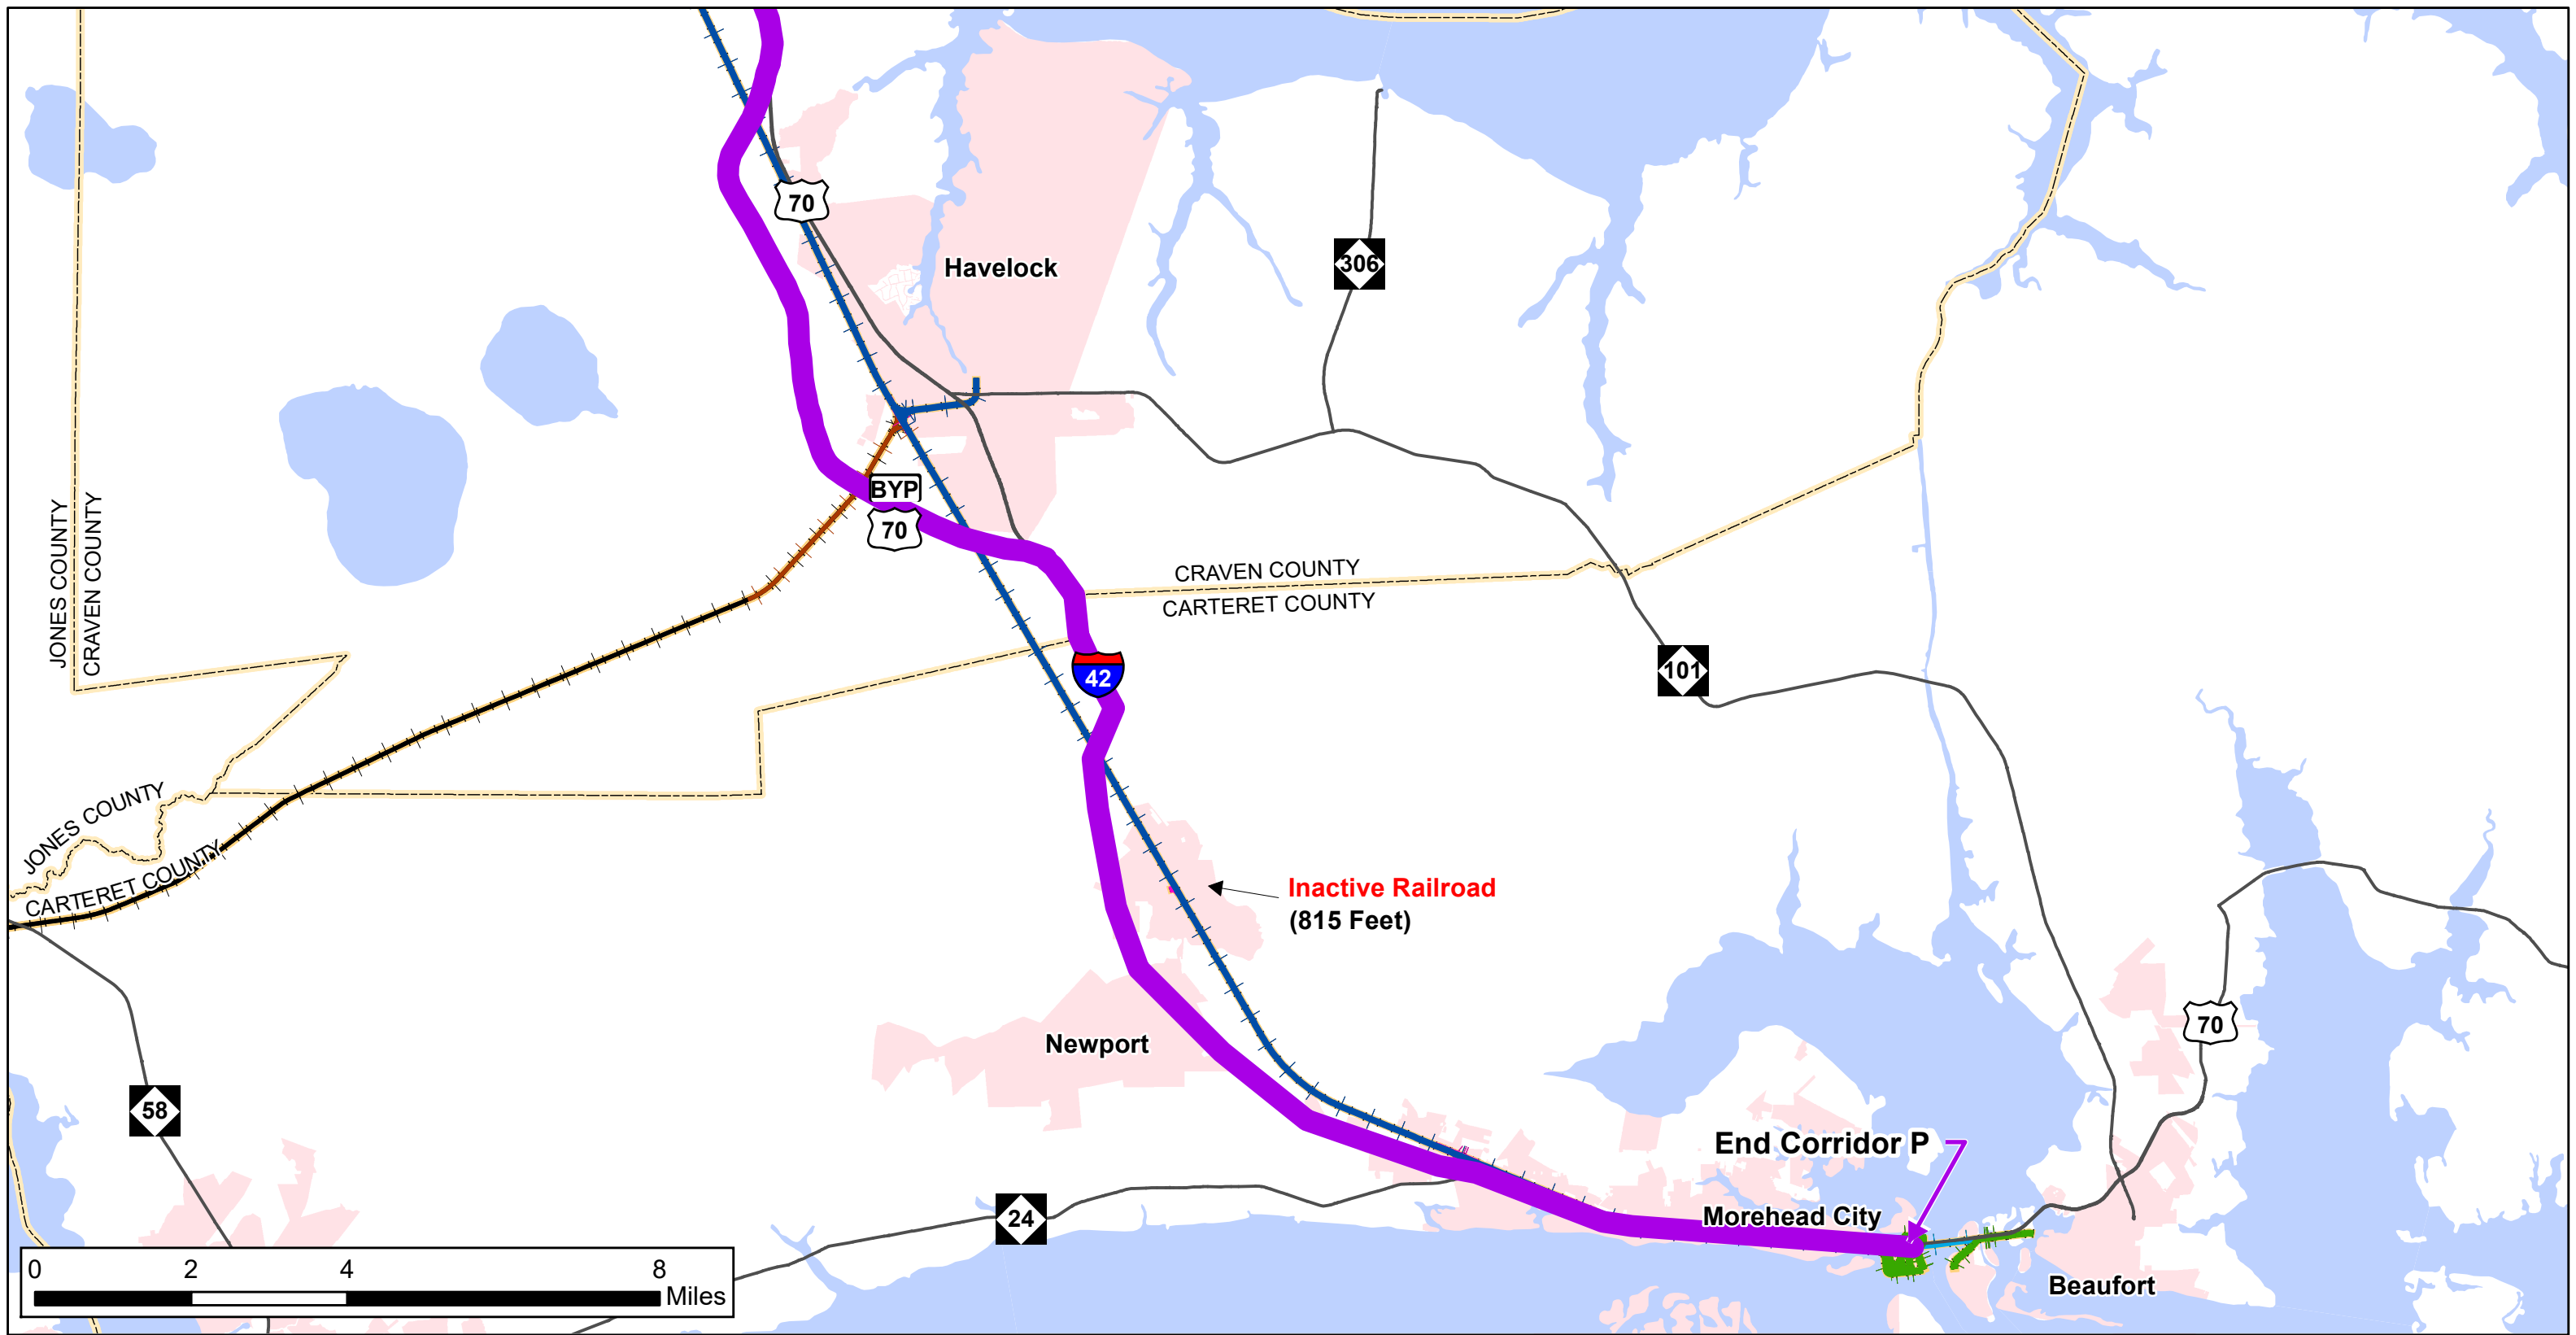 70
Havelock
306
BYP
70
JONES COUNTY
CRAVEN COUNTY
CRAVEN COUNTY
CARTERET COUNTY
42
101
JONES COUNTY
CARTERET COUNTY
Inactive Railroad
(815 Feet)
70
Newport
58
End Corridor P
24
Morehead City
Beaufort
0 2 4 8
Miles